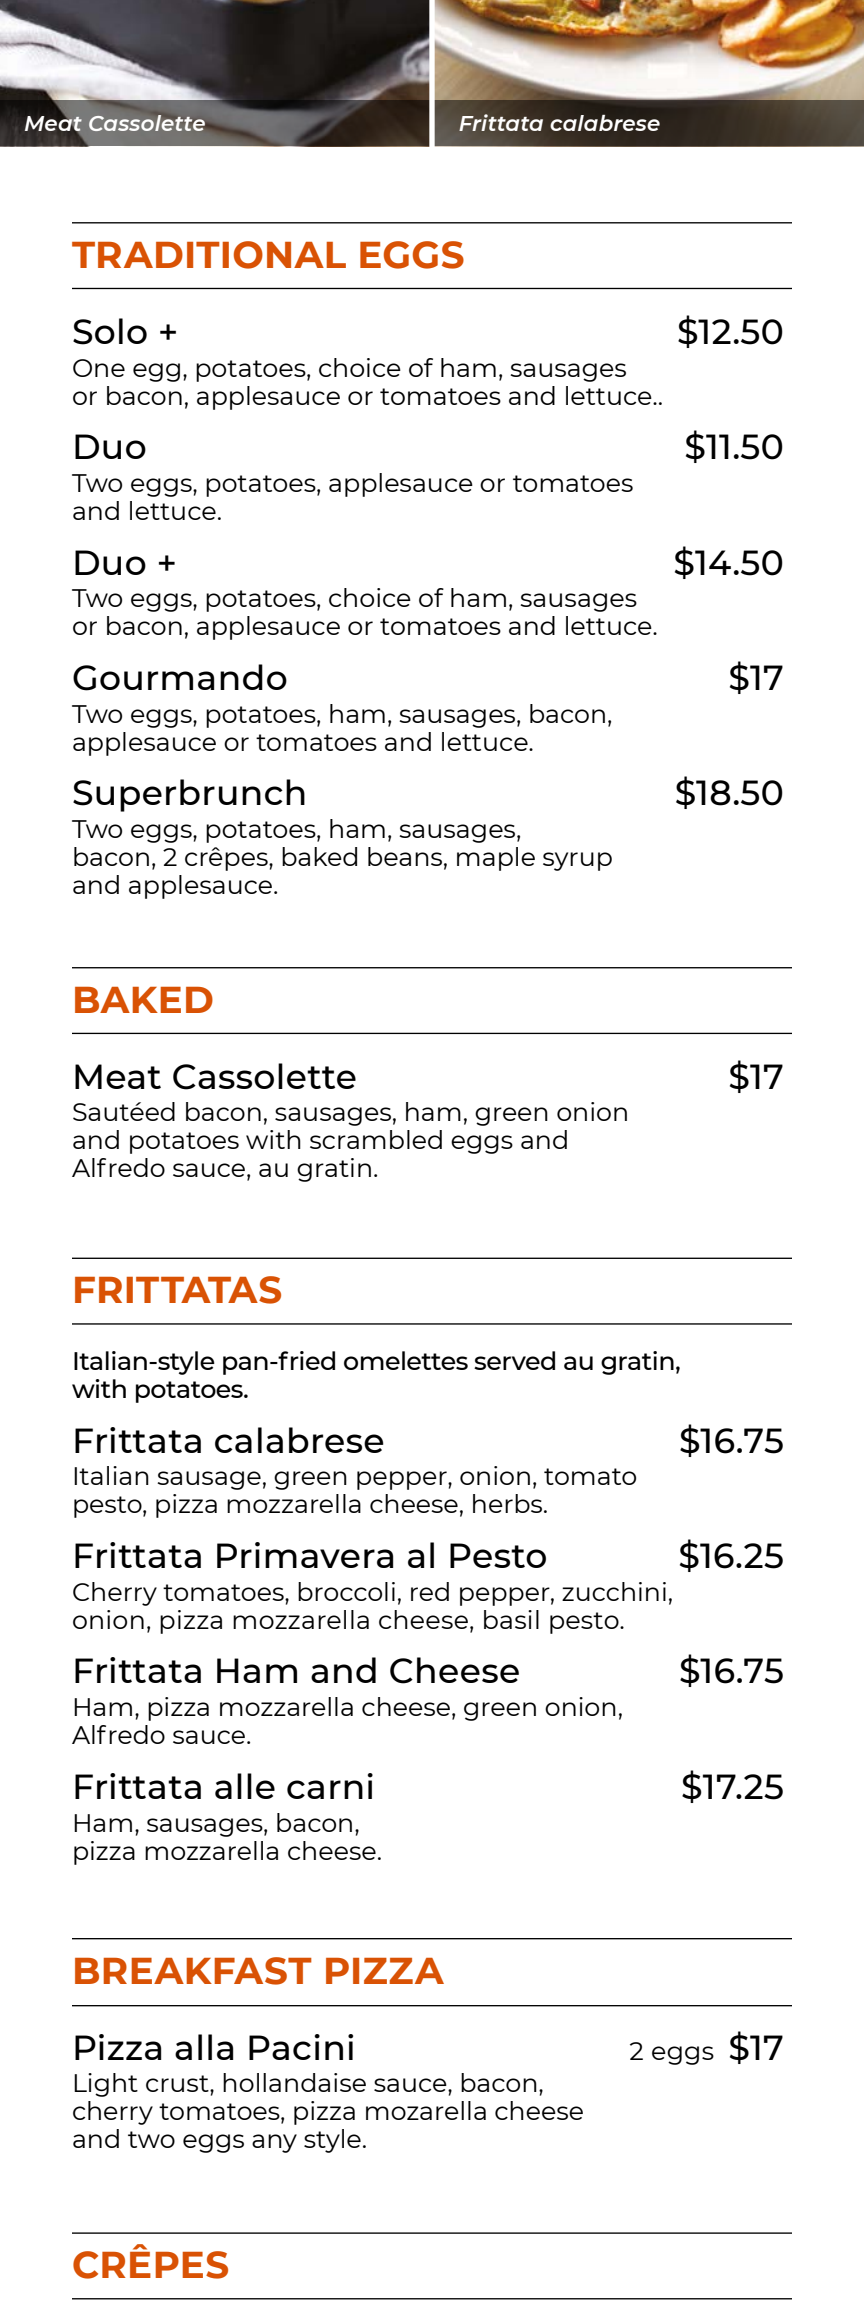 Meat Cassolette
Frittata calabrese
TRADITIONAL EGGS
Solo + $12.50
One egg, potatoes, choice of ham, sausages
or bacon, applesauce or tomatoes and lettuce..
Duo $11.50
Two eggs, potatoes, applesauce or tomatoes
and lettuce.
Duo + $14.50
Two eggs, potatoes, choice of ham, sausages
or bacon, applesauce or tomatoes and lettuce.
Gourmando $17
Two eggs, potatoes, ham, sausages, bacon,
applesauce or tomatoes and lettuce.
Superbrunch $18.50
Two eggs, potatoes, ham, sausages,
bacon, 2 crêpes, baked beans, maple syrup
and applesauce.
BAKED
Meat Cassolette $17
Sautéed bacon, sausages, ham, green onion
and potatoes with scrambled eggs and
Alfredo sauce, au gratin.
FRITTATAS
Italian-style pan-fried omelettes served au gratin,
with potatoes.
Frittata calabrese $16.75
Italian sausage, green pepper, onion, tomato
pesto, pizza mozzarella cheese, herbs.
Frittata Primavera al Pesto $16.25
Cherry tomatoes, broccoli, red pepper, zucchini,
onion, pizza mozzarella cheese, basil pesto.
Frittata Ham and Cheese $16.75
Ham, pizza mozzarella cheese, green onion,
Alfredo sauce.
Frittata alle carni $17.25
Ham, sausages, bacon,
pizza mozzarella cheese.
BREAKFAST PIZZA
Pizza alla Pacini 2 eggs $17
Light crust, hollandaise sauce, bacon,
cherry tomatoes, pizza mozarella cheese
and two eggs any style.
CRÊPES